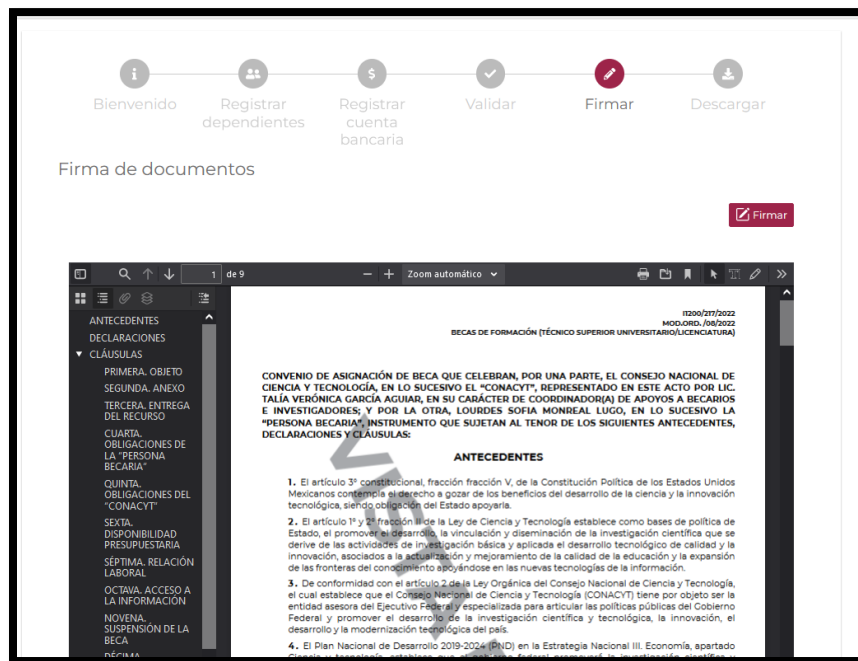 Bienvenido
Registrar
dependientes
Registrar
cuenta
bancaria
Validar
Firmar
Descargar
Firma de documentos
Firmar
1 de 9
Zoom automático
ANTECEDENTES
DECLARACIONES
CLÁUSULAS
PRIMERA. OBJETO
SEGUNDA. ANEXO
TERCERA. ENTREGA
DEL RECURSO
CUARTA.
OBLIGACIONES DE
LA "PERSONA
BECARIA"
QUINTA.
OBLIGACIONES DEL
"CONACYT"
SEXTA.
DISPONIBILIDAD
PRESUPUESTARIA
SÉPTIMA. RELACIÓN
LABORAL
OCTAVA. ACCESO A
LA INFORMACIÓN
NOVENA.
SUSPENSIÓN DE LA
BECA
DÉCIMA.
I1200/217/2022
MOD.ORD. /08/2022
BECAS DE FORMACIÓN (TÉCNICO SUPERIOR UNIVERSITARIO/LICENCIATURA)
CONVENIO DE ASIGNACIÓN DE BECA QUE CELEBRAN, POR UNA PARTE, EL CONSEJO NACIONAL DE
CIENCIA Y TECNOLOGÍA, EN LO SUCESIVO EL "CONACYT", REPRESENTADO EN ESTE ACTO POR LIC.
TALÍA VERÓNICA GARCÍA AGUIAR, EN SU CARÁCTER DE COORDINADOR(A) DE APOYOS A BECARIOS
E INVESTIGADORES; Y POR LA OTRA, LOURDES SOFIA MONREAL LUGO, EN LO SUCESIVO LA
"PERSONA BECARIA", INSTRUMENTO QUE SUJETAN AL TENOR DE LOS SIGUIENTES ANTECEDENTES,
DECLARACIONES Y CLÁUSULAS:
ANTECEDENTES
1. El artículo 3º constitucional, fracción fracción V, de la Constitución Política de los Estados Unidos
Mexicanos contempla el derecho a gozar de los beneficios del desarrollo de la ciencia y la innovación
tecnológica, siendo obligación del Estado apoyarla.
2. El artículo 1º y 2º fracción II de la Ley de Ciencia y Tecnología establece como bases de política de
Estado, el promover el desarrollo, la vinculación y diseminación de la investigación científica que se
derive de las actividades de investigación básica y aplicada el desarrollo tecnológico de calidad y la
innovación, asociados a la actualización y mejoramiento de la calidad de la educación y la expansión
de las fronteras del conocimiento apoyándose en las nuevas tecnologías de la información.
3. De conformidad con el artículo 2 de la Ley Orgánica del Consejo Nacional de Ciencia y Tecnología,
el cual establece que el Consejo Nacional de Ciencia y Tecnología (CONACYT) tiene por objeto ser la
entidad asesora del Ejecutivo Federal y especializada para articular las políticas públicas del Gobierno
Federal y promover el desarrollo de la investigación científica y tecnológica, la innovación, el
desarrollo y la modernización tecnológica del país.
4. El Plan Nacional de Desarrollo 2019-2024 (PND) en la Estrategia Nacional III. Economía, apartado
Ciencia y tecnología, establece que el gobierno federal promoverá la investigación científica y
VISTA